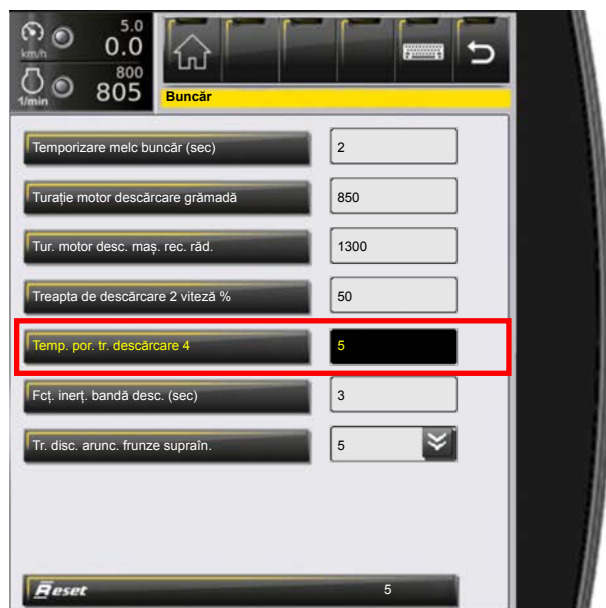 5.0
km/h 0.0
800
1/min 805
Buncăr
Temporizare melc buncăr (sec) 2
Turație motor descărcare grămadă 850
Tur. motor desc. maș. rec. răd. 1300
Treapta de descărcare 2 viteză % 50
Temp. por. tr. descărcare 4 5
Fcț. inerț. bandă desc. (sec) 3
Tr. disc. arunc. frunze supraîn. 5
Reset 5